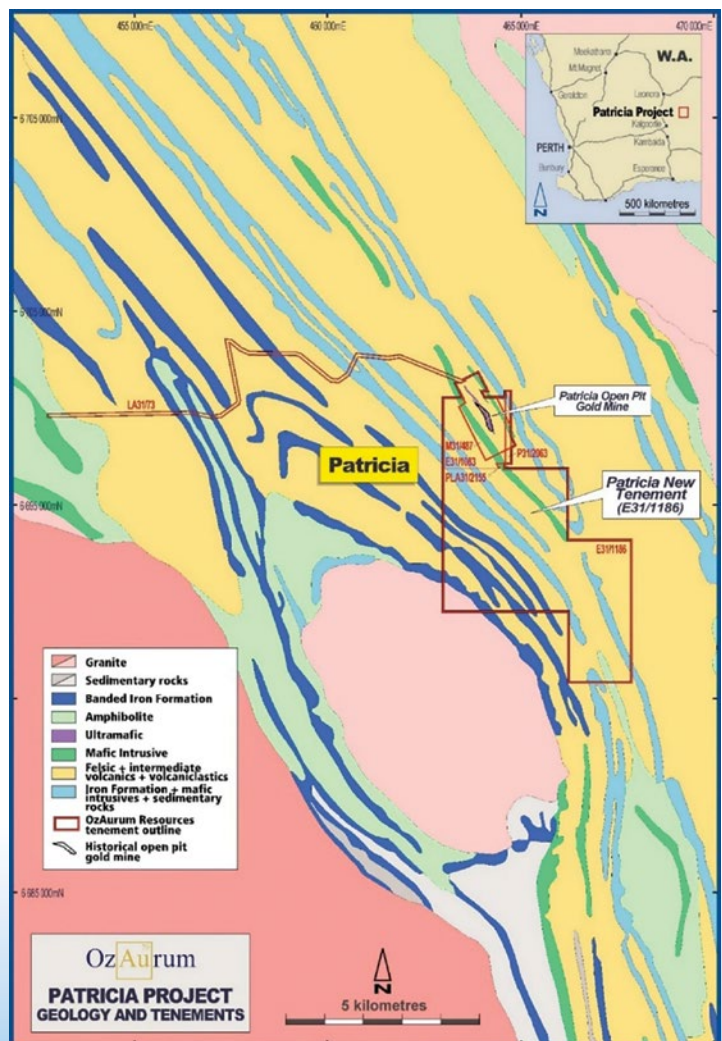 455 000mE
460 000mE
465 000mE
470 000mE
W.A.
Meekatharra
Mt Magnet
Geraldton
Leonora
Patricia Project
Kalgoorlie
PERTH
Kambalda
Bunbury
Esperance
N
500 kilometres
6 705 000mN
6 705 000mN
LA31/73
Patricia Open Pit
Gold Mine
M31/487
E31/1083
PLA31/2155
P31/2063
Patricia
Patricia New
Tenement
(E31/1186)
6 695 000mN
E31/1186
Granite
Sedimentary rocks
Banded Iron Formation
Amphibolite
Ultramafic
Mafic Intrusive
Felsic + intermediate
volcanics + volcaniclastics
Iron Formation + mafic
intrusives + sedimentary
rocks
OzAurum Resources
tenement outline
Historical open pit
gold mine
6 685 000mN
OzAurum
PATRICIA PROJECT
GEOLOGY AND TENEMENTS
N
5 kilometres